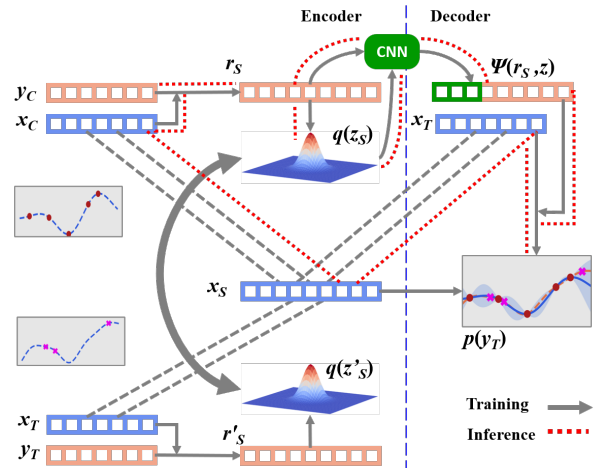 Encoder
Decoder
CNN
r_S
Ψ(r_S,z)
y_C
x_C
q(z_S)
x_T
x_S
p(y_T)
q(z'_S)
x_T
r'_S
y_T
Training
Inference